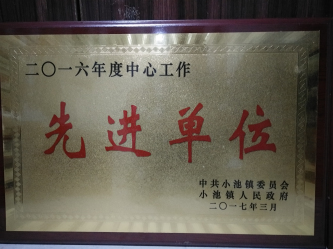 二〇一六年度中心工作
先进单位
中共小池镇委员会
小池镇人民政府
二〇一七年三月